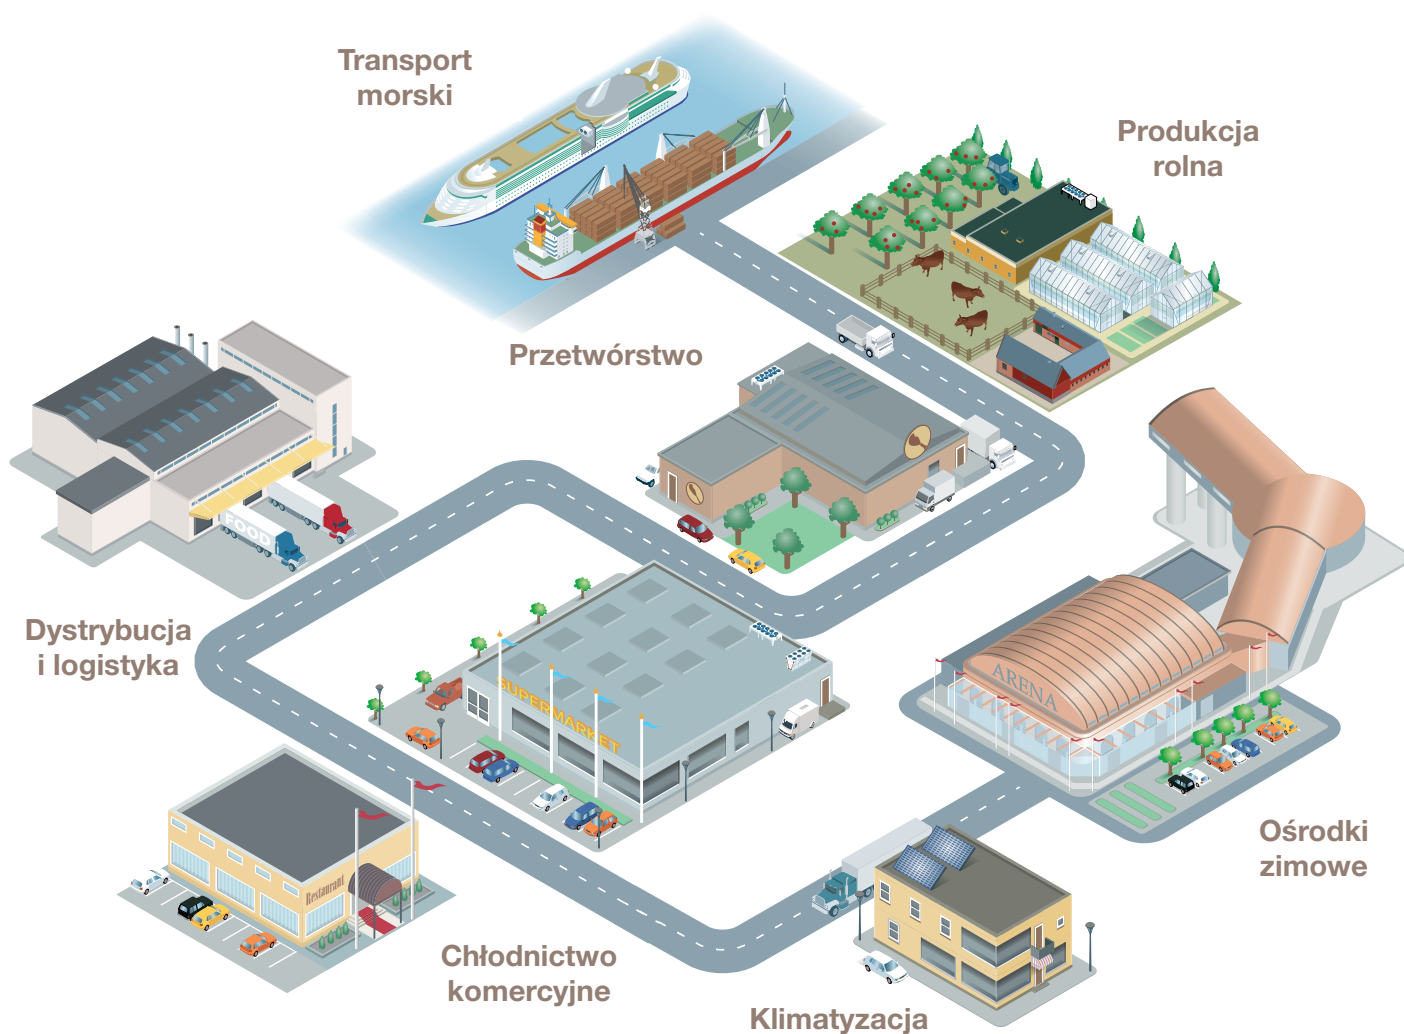 Transport
morski
Produkcja
rolna
Przetwórstwo
FOOD
Dystrybucja
i logistyka
SUPERMARKET
ARENA
Ośrodki
zimowe
Restaurant
Chłodnictwo
komercyjne
Klimatyzacja